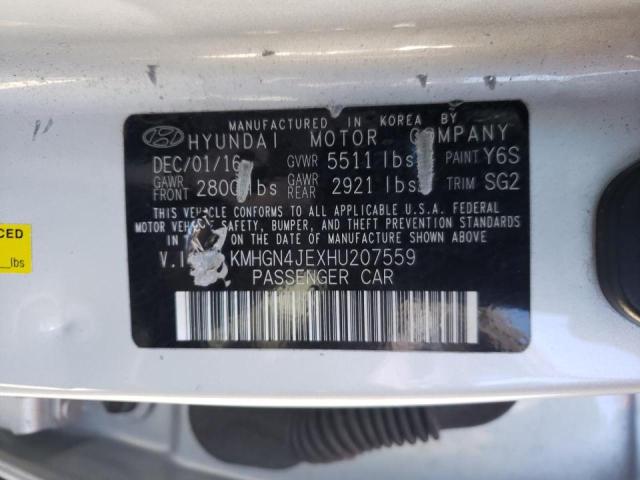 MANUFACTURED IN KOREA BY
HYUNDAI MOTOR COMPANY
DEC/01/16 GVWR 5511 lbs PAINT Y6S
GAWR FRONT 2800 lbs GAWR REAR 2921 lbs TRIM SG2
THIS VEHICLE CONFORMS TO ALL APPLICABLE U.S.A. FEDERAL
MOTOR VEHICLE SAFETY, BUMPER, AND THEFT PREVENTION STANDARDS
IN EFFECT ON THE DATE OF MANUFACTURE SHOWN ABOVE
V.I KMHGN4JEXHU207559
PASSENGER CAR
CED
lbs